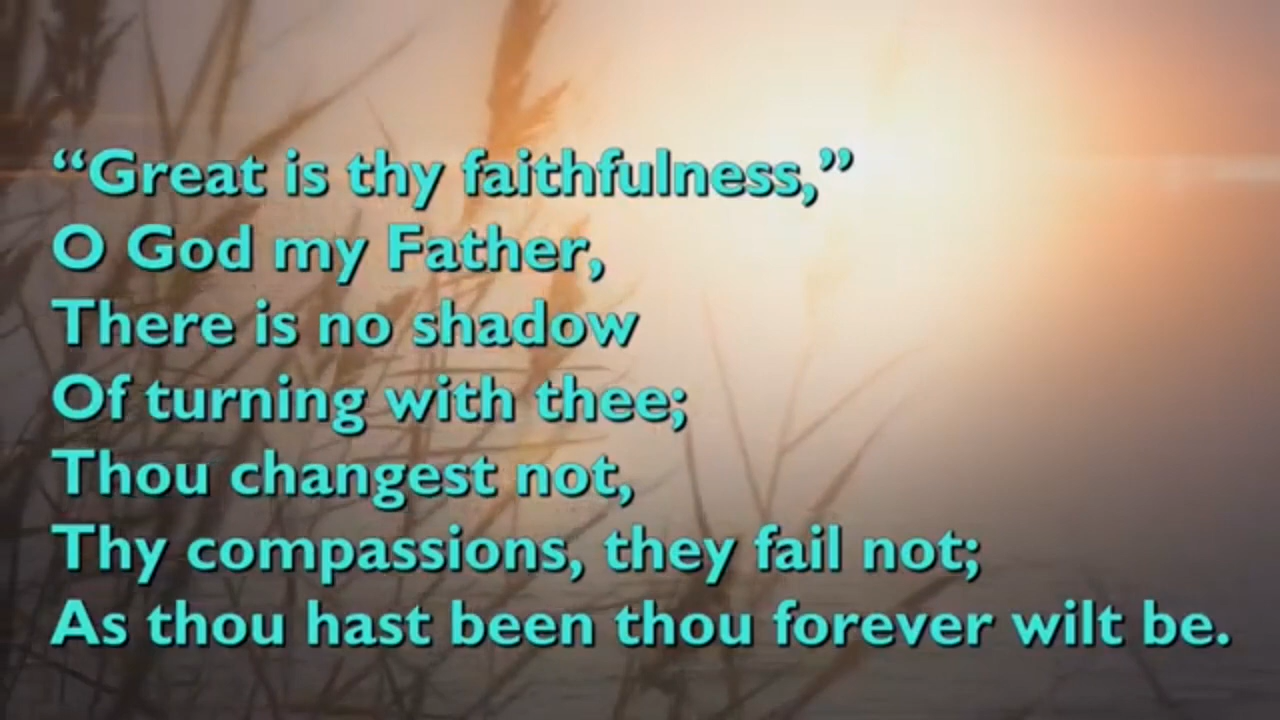 “Great is thy faithfulness,”
O God my Father,
There is no shadow
Of turning with thee;
Thou changest not,
Thy compassions, they fail not;
As thou hast been thou forever wilt be.